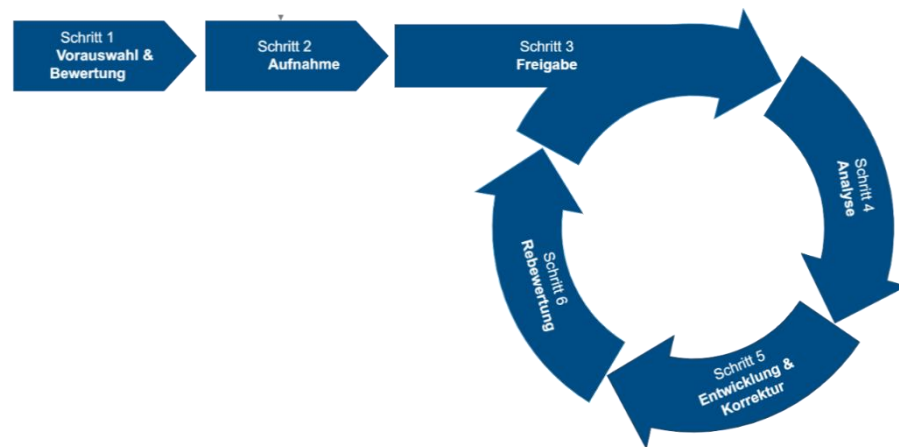 Schritt 1
Vorauswahl &
Bewertung
Schritt 2
Aufnahme
Schritt 3
Freigabe
Schritt 4
Analyse
Schritt 5
Entwicklung &
Korrektur
Schritt 6
Rebewertung